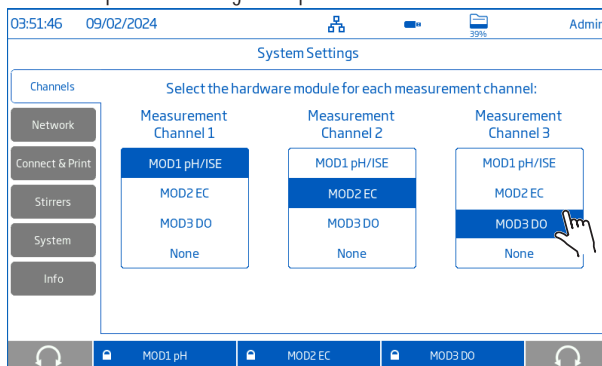 03:51:46 09/02/2024 39% Admin
System Settings
Channels
Select the hardware module for each measurement channel:
Network
Connect & Print
Stirrers
System
Info
Measurement
Channel 1
MOD1 pH/ISE
MOD2 EC
MOD3 DO
None
Measurement
Channel 2
MOD1 pH/ISE
MOD2 EC
MOD3 DO
None
Measurement
Channel 3
MOD1 pH/ISE
MOD2 EC
MOD3 DO
None
MOD1 pH MOD2 EC MOD3 DO